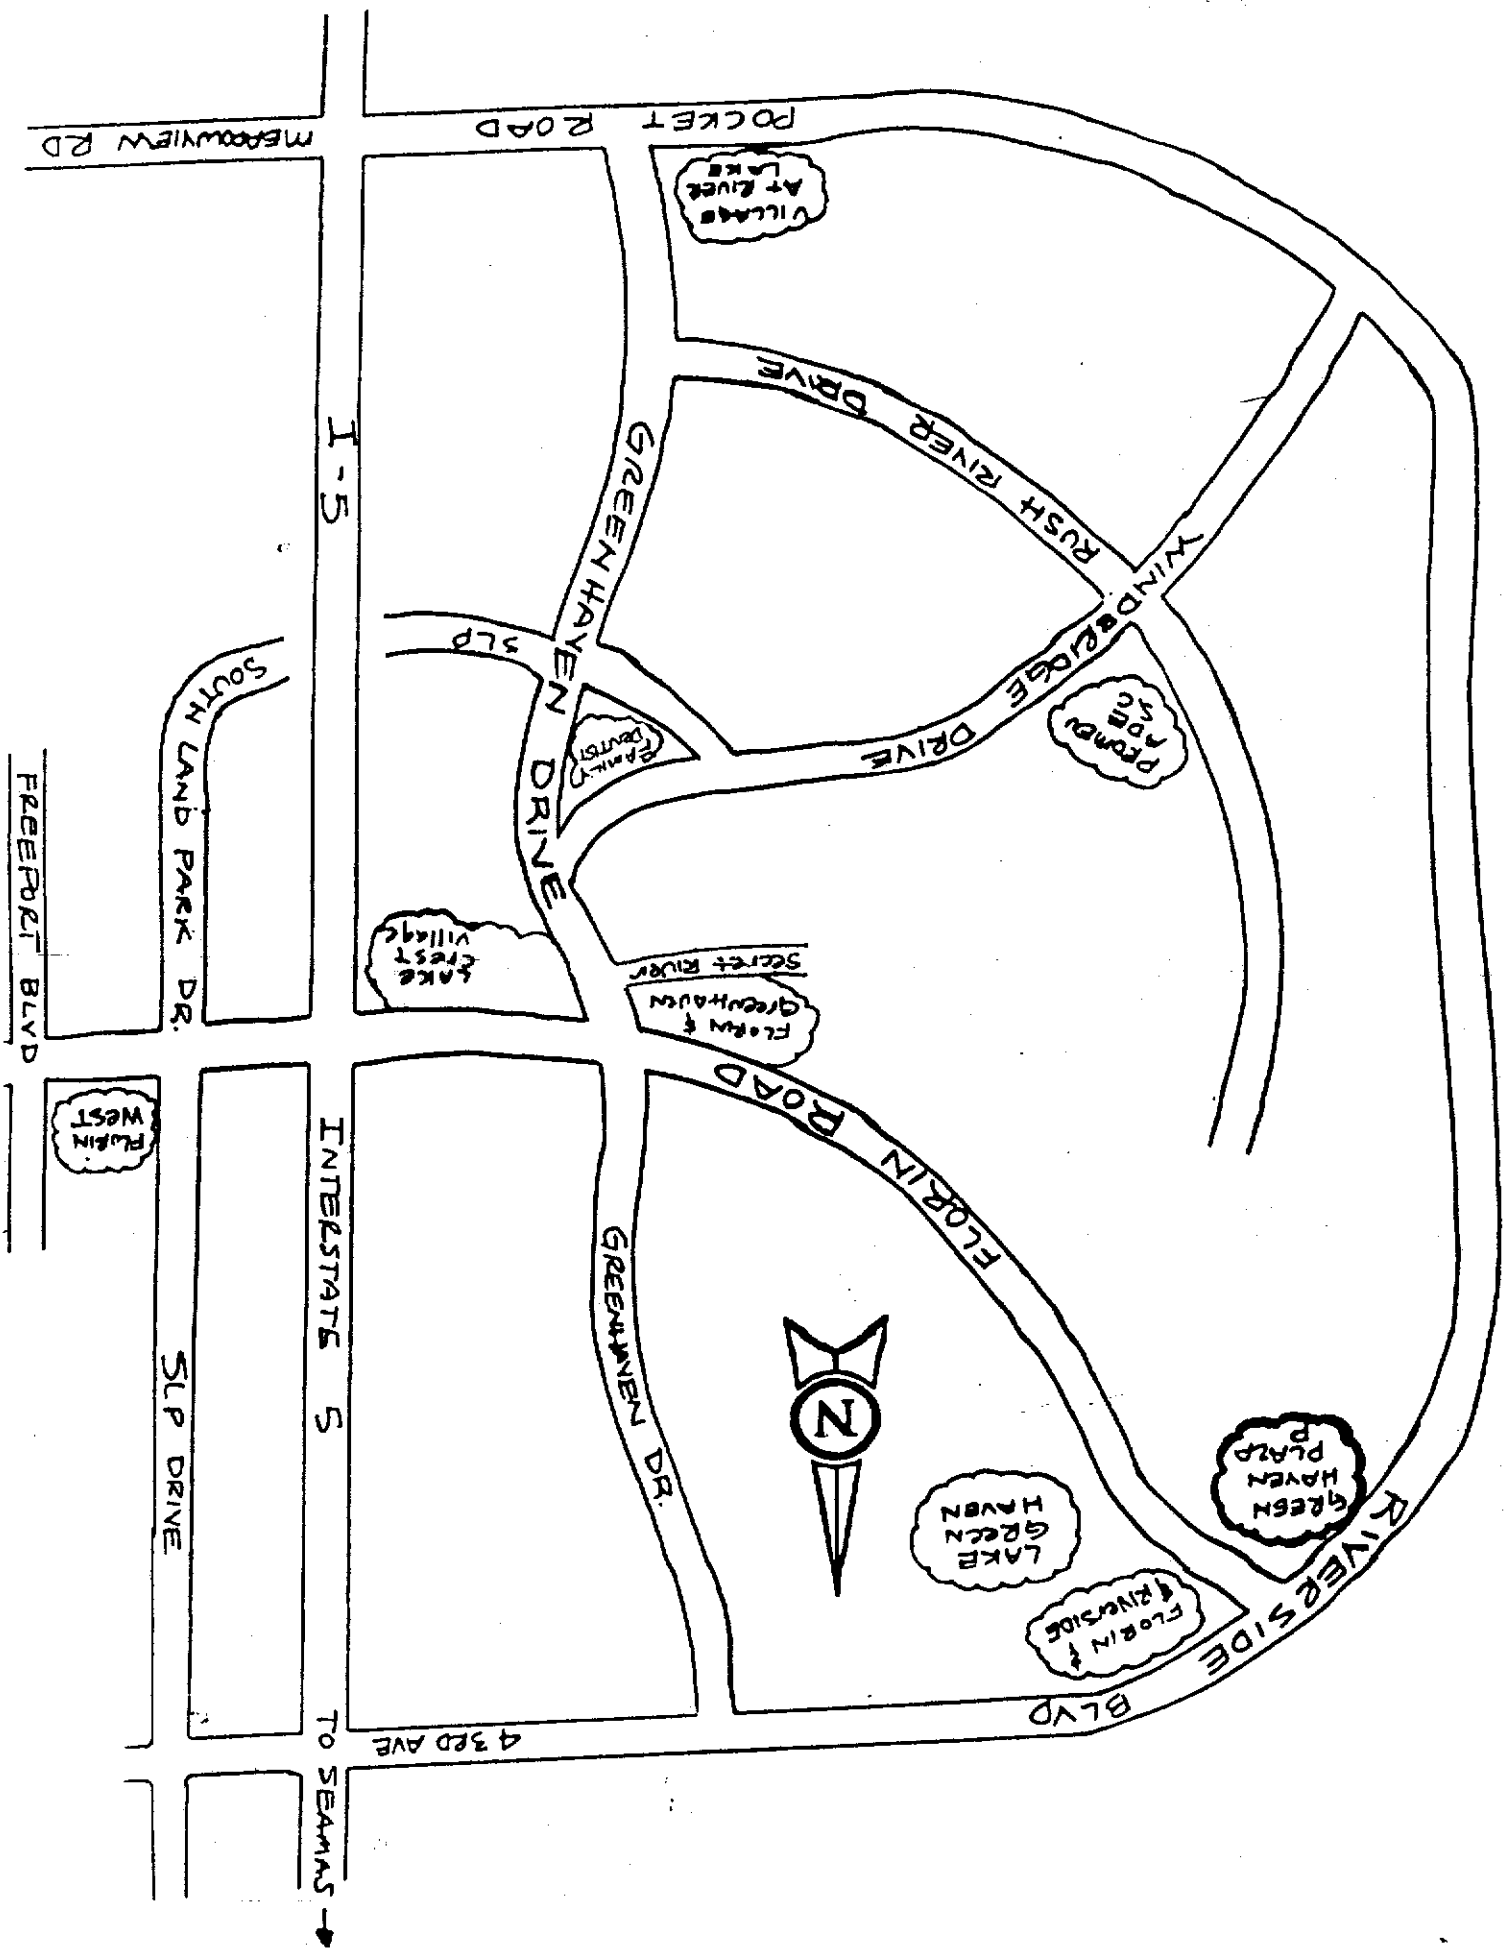 TO SEAMAS →
43RD AVE
RIVERSIDE BLVD
FLORIN &
RIVERSIDE
LAKE
GREEN
HAVEN
GREEN
HAVEN
PLAZA
P
N
SLP DRIVE
INTERSTATE 5
GREENHAVEN DR.
FLORIN ROAD
FLORIN
WEST
FLORIN &
GreenHaven
Secret River
LAKE
crest
village
FREEPORT BLVD
SOUTH LAND PARK DR.
GREENHAVEN DRIVE
FAMILY
DENTIST
SLP
PROMEN
ADE
S.C
WINDBRIDGE DRIVE
RUSH RIVER DRIVE
I-5
VILLAGE
AT RIVER
LAKE
POCKET ROAD
MEADOWVIEW RD